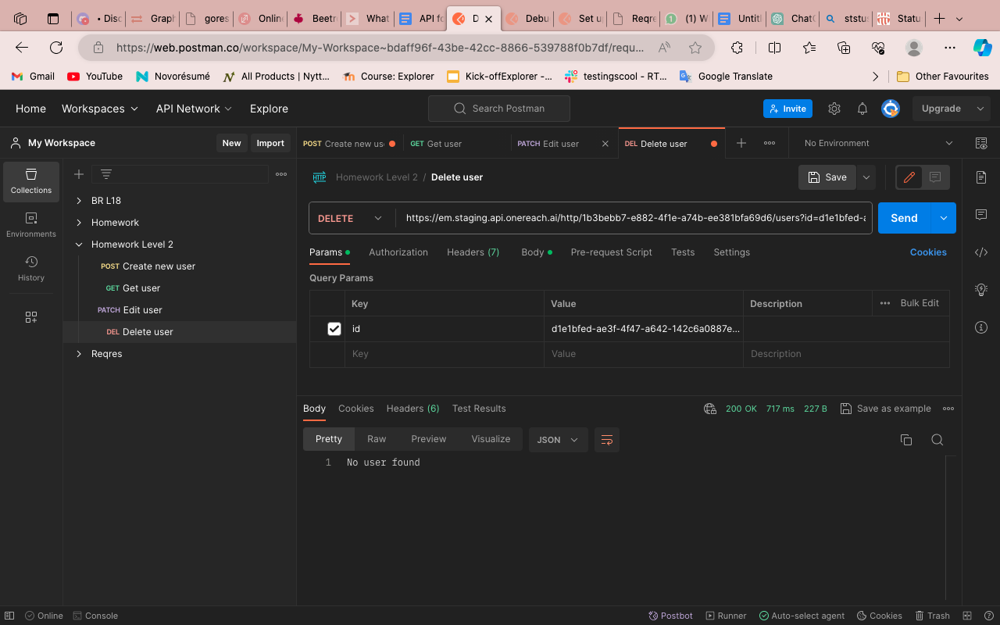 • Disc
Graph
gores
Online
Beetro
What
API fo
D
Debu
Set up
Reqre
(1) W
Untitl
ChatG
ststus
Statu
https://web.postman.co/workspace/My-Workspace~bdaff96f-43be-42cc-8866-539788f0b7df/requ...
Gmail
YouTube
Novorésumé
All Products | Nytt...
Course: Explorer
Kick-offExplorer -...
testingscool - RT...
Google Translate
Other Favourites
Home
Workspaces
API Network
Explore
Search Postman
Invite
Upgrade
My Workspace
New
Import
POST Create new us
GET Get user
PATCH Edit user
DEL Delete user
No Environment
Collections
Environments
History
BR L18
Homework
Homework Level 2
POST Create new user
GET Get user
PATCH Edit user
DEL Delete user
Reqres
HTTP Homework Level 2 / Delete user
Save
DELETE
https://em.staging.api.onereach.ai/http/1b3bebb7-e882-4f1e-a74b-ee381bfa69d6/users?id=d1e1bfed-a
Send
Params
Authorization
Headers (7)
Body
Pre-request Script
Tests
Settings
Cookies
Query Params
Key
Value
Description
Bulk Edit
id
d1e1bfed-ae3f-4f47-a642-142c6a0887e...
Key
Value
Description
Body
Cookies
Headers (6)
Test Results
200 OK
717 ms
227 B
Save as example
Pretty
Raw
Preview
Visualize
JSON
1 No user found
Online
Console
Postbot
Runner
Auto-select agent
Cookies
Trash